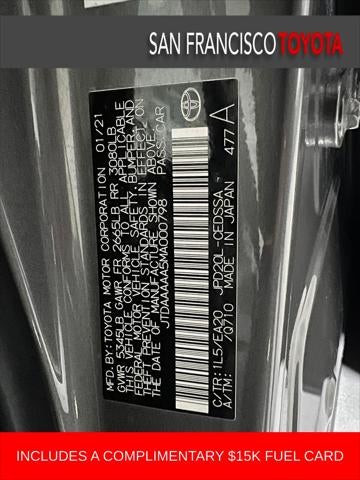 SAN FRANCISCO TOYOTA
MFD.BY:TOYOTA MOTOR CORPORATION 01/21
GVWR 5345LB GAWR FR 2665LB RR 3080LB
THIS VEHICLE CONFORMS TO ALL APPLICABLE
FEDERAL MOTOR VEHICLE SAFETY, BUMPER,AND
THEFT PREVENTION STANDARDS IN EFFECT ON
THE DATE OF MANUFACTURE SHOWN ABOVE.
JTDAAAAA5MA000798 PASS.CAR
C/TR:1L5/EA20 JPD20L-CEDSSA
A/TM: /Q710 MADE IN JAPAN 477 A
INCLUDES A COMPLIMENTARY $15K FUEL CARD